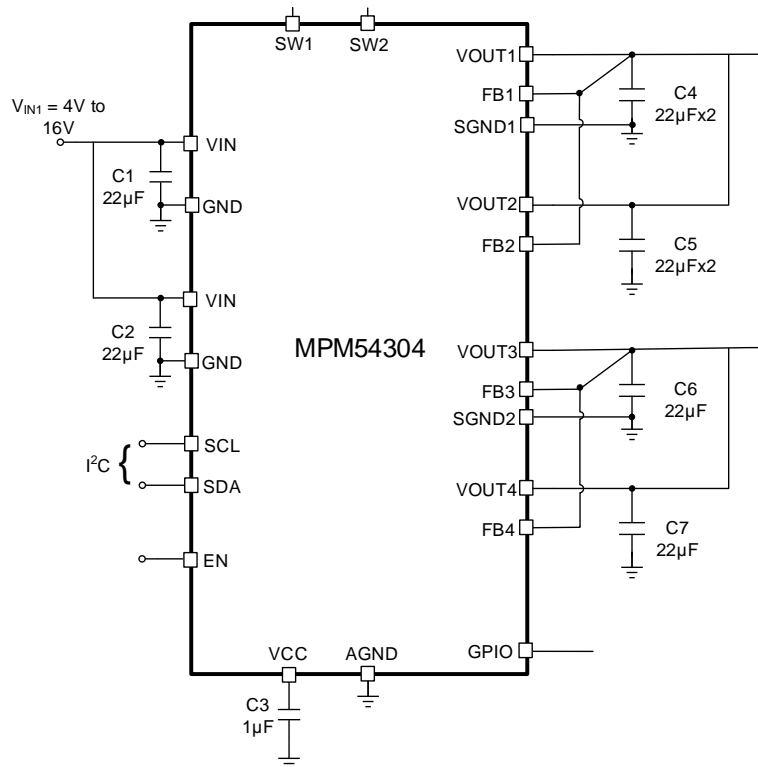 SW1
SW2
VOUT1
FB1
C4
22µFx2
SGND1
V_IN1 = 4V to
16V
VIN
C1
22µF
GND
VOUT2
FB2
C5
22µFx2
VIN
C2
22µF
GND
MPM54304
VOUT3
FB3
C6
22µF
SGND2
SCL
I²C {
SDA
VOUT4
FB4
C7
22µF
EN
GPIO
VCC
AGND
C3
1µF